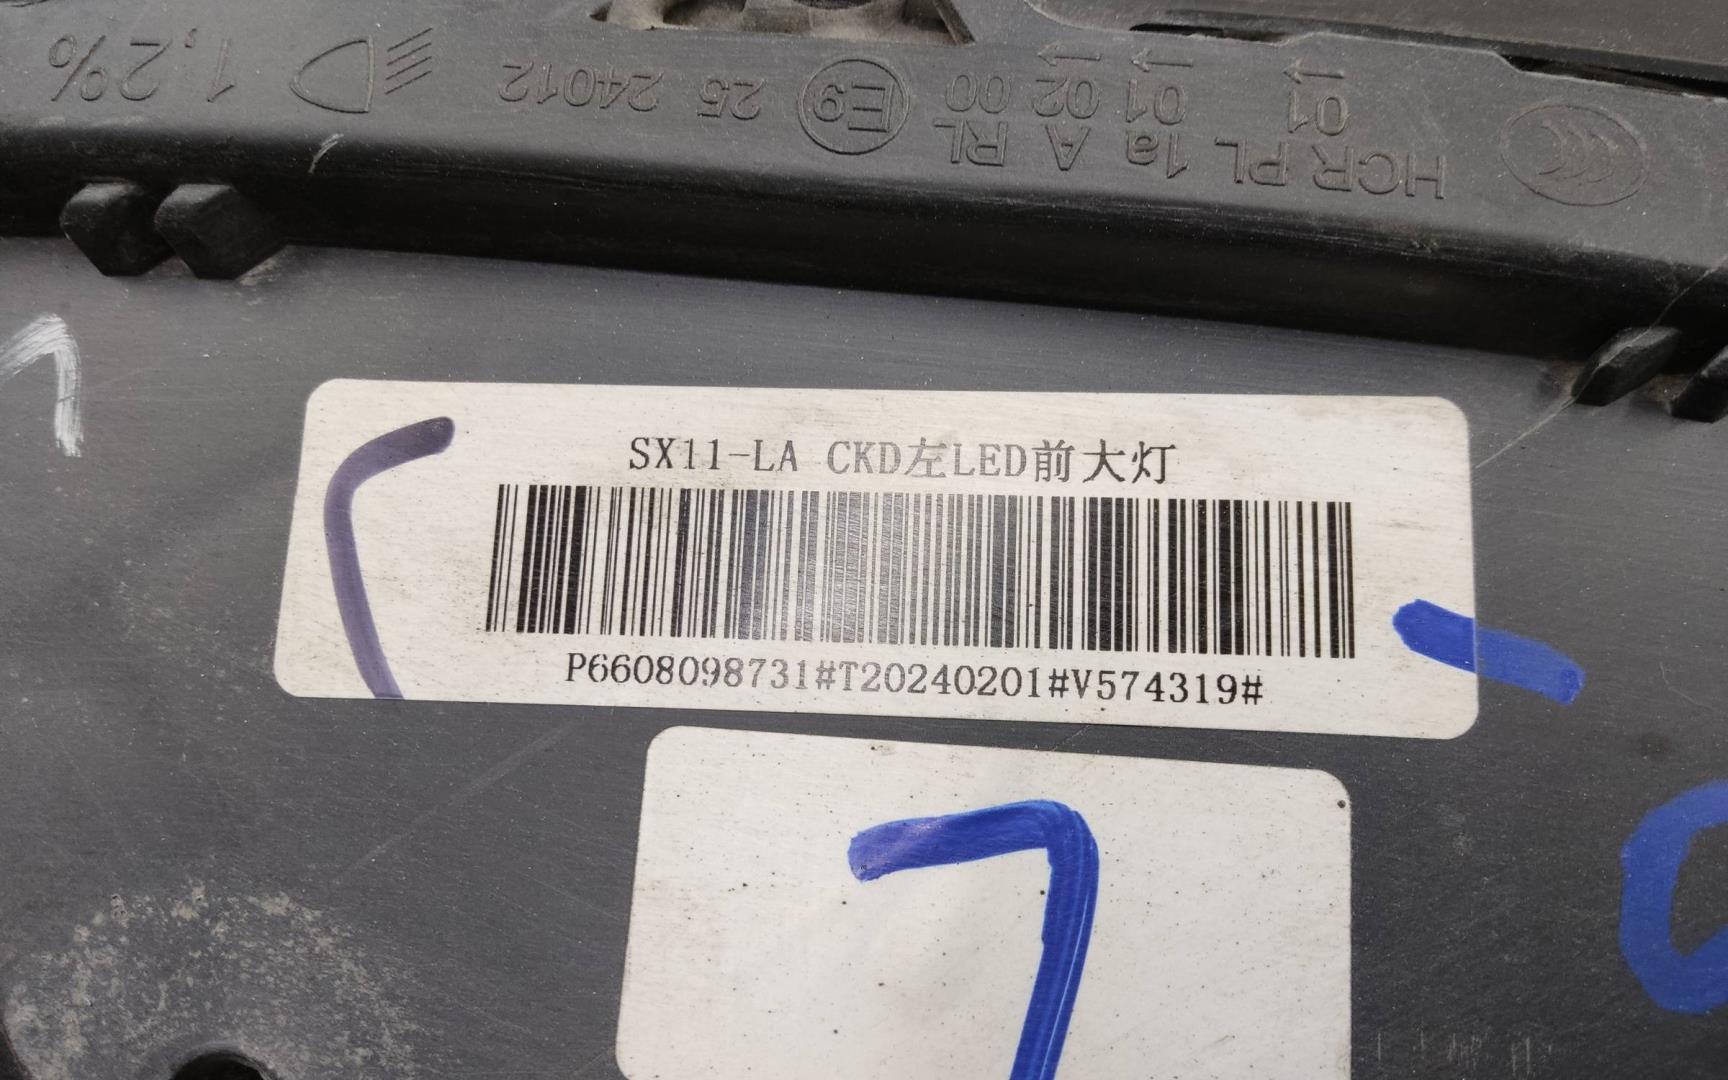 HCR PL 1a A RL E9 25 24012 1,2%
01 01 02 00
SX11-LA CKD左LED前大灯
P6608098731#T20240201#V574319#